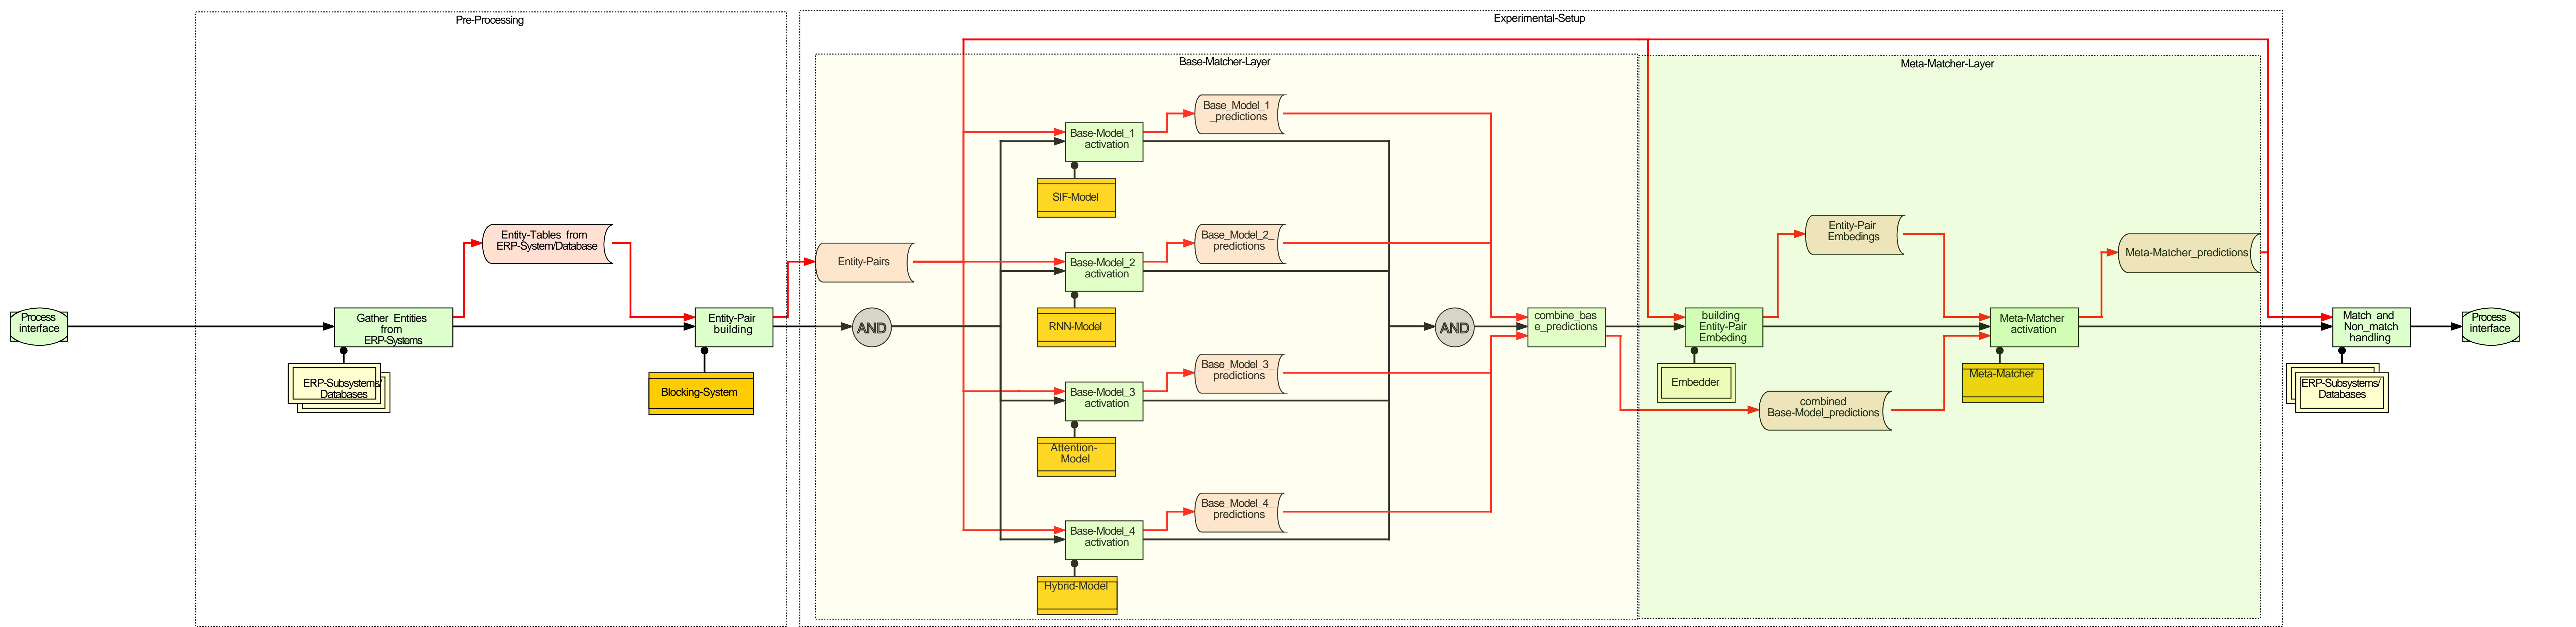 Pre-Processing
Experimental-Setup
Base-Matcher-Layer
Meta-Matcher-Layer
Process
interface
Gather Entities
from
ERP-Systems
ERP-Subsystems/
Databases
Entity-Tables from
ERP-System/Database
Entity-Pair
building
Blocking-System
Entity-Pairs
AND
Base-Model_1
activation
SIF-Model
Base_Model_1
_predictions
Base-Model_2
activation
RNN-Model
Base_Model_2_
predictions
Base-Model_3
activation
Attention-
Model
Base_Model_3_
predictions
Base-Model_4
activation
Hybrid-Model
Base_Model_4_
predictions
AND
combine_bas
e_predictions
building
Entity-Pair
Embeding
Embedder
Entity-Pair
Embedings
combined
Base-Model_predictions
Meta-Matcher
activation
Meta-Matcher
Meta-Matcher_predictions
Match and
Non_match
handling
ERP-Subsystems/
Databases
Process
interface